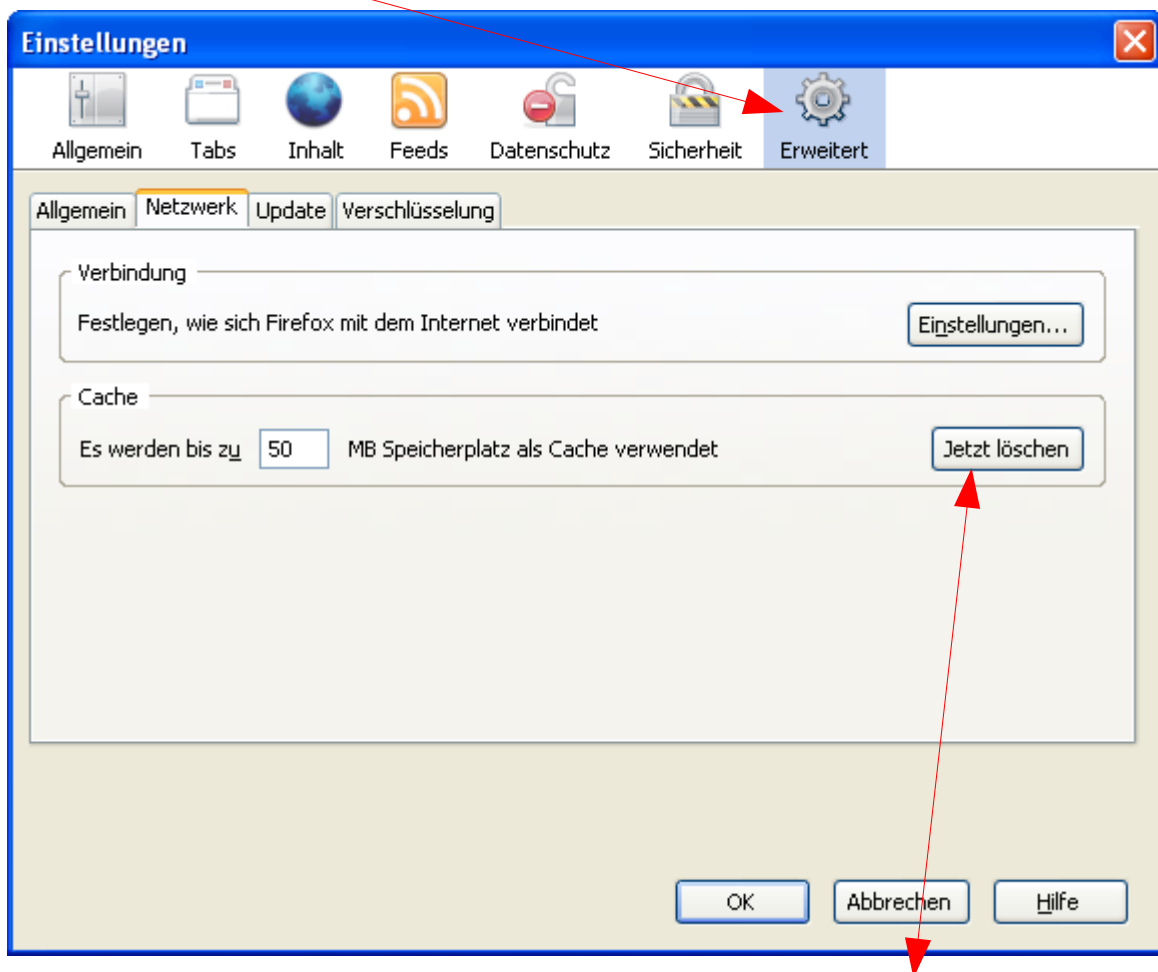 Einstellungen
Allgemein Tabs Inhalt Feeds Datenschutz Sicherheit Erweitert
Allgemein Netzwerk Update Verschlüsselung
Verbindung
Festlegen, wie sich Firefox mit dem Internet verbindet Einstellungen...
Cache
Es werden bis zu 50 MB Speicherplatz als Cache verwendet Jetzt löschen
OK Abbrechen Hilfe